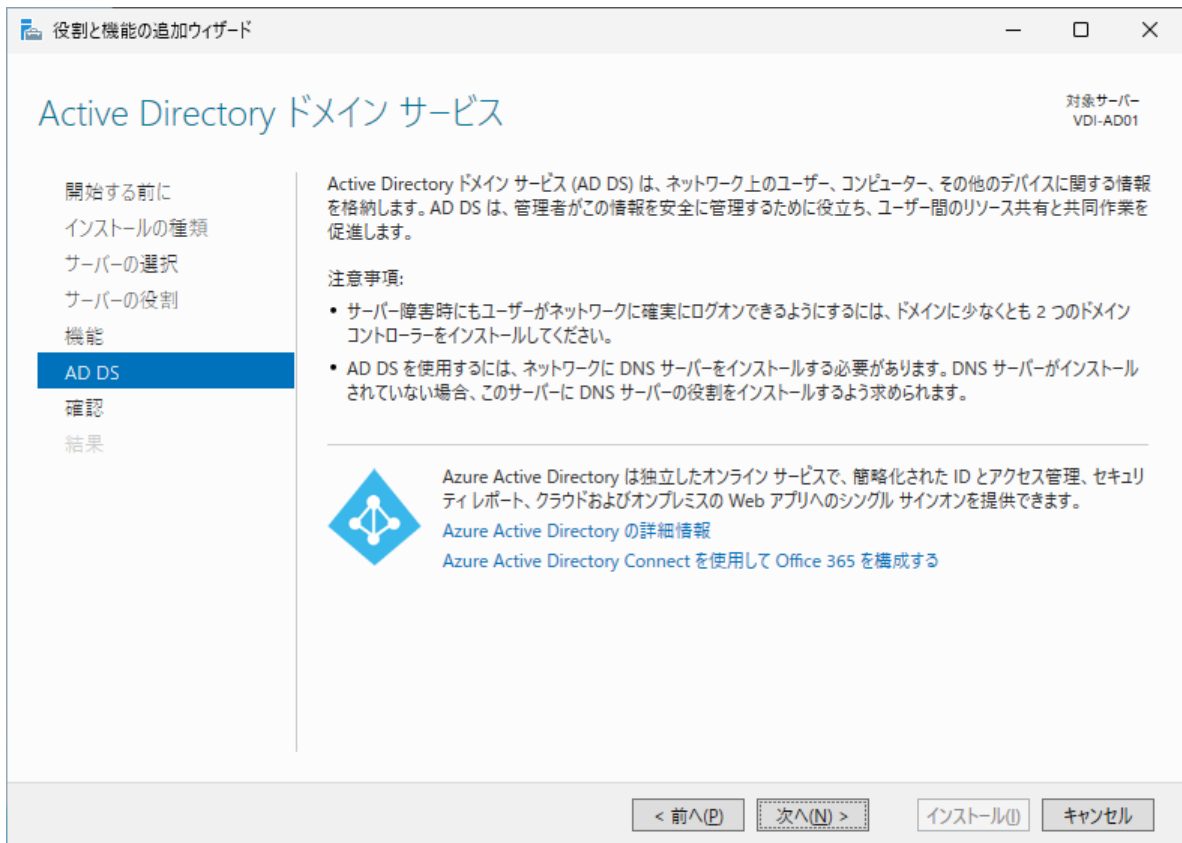 役割と機能の追加ウィザード
Active Directory ドメイン サービス
対象サーバー
VDI-AD01
開始する前に
インストールの種類
サーバーの選択
サーバーの役割
機能
AD DS
確認
結果
Active Directory ドメイン サービス (AD DS) は、ネットワーク上のユーザー、コンピューター、その他のデバイスに関する情報
を格納します。AD DS は、管理者がこの情報を安全に管理するために役立ち、ユーザー間のリソース共有と共同作業を
促進します。
注意事項:
• サーバー障害時にもユーザーがネットワークに確実にログオンできるようにするには、ドメインに少なくとも 2 つのドメイン
コントローラーをインストールしてください。
• AD DS を使用するには、ネットワークに DNS サーバーをインストールする必要があります。DNS サーバーがインストール
されていない場合、このサーバーに DNS サーバーの役割をインストールするよう求められます。
Azure Active Directory は独立したオンライン サービスで、簡略化された ID とアクセス管理、セキュリ
ティ レポート、クラウドおよびオンプレミスの Web アプリへのシングル サインオンを提供できます。
Azure Active Directory の詳細情報
Azure Active Directory Connect を使用して Office 365 を構成する
< 前へ(P)
次へ(N) >
インストール(I)
キャンセル